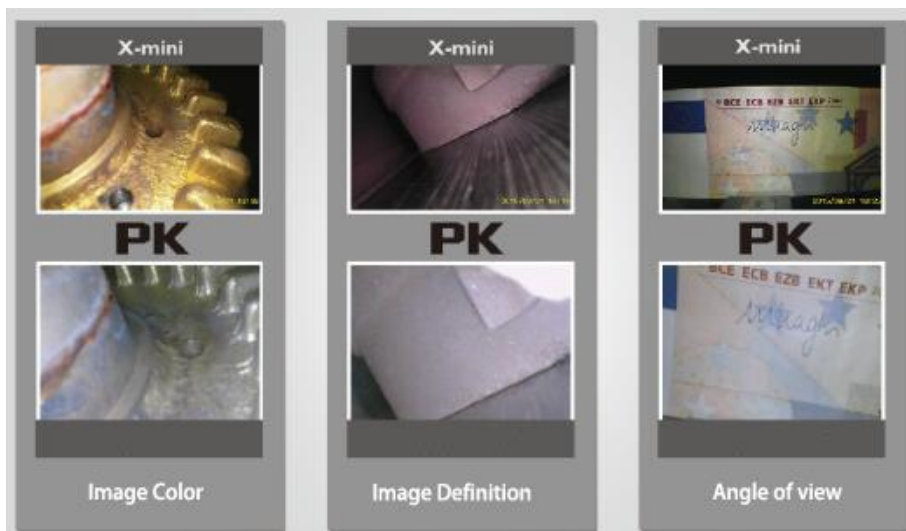 X-mini
PK
Image Color
X-mini
PK
Image Definition
X-mini
BCE ECB EZB EKT EKP
PK
BCE ECB EZB EKT EKP
Angle of view